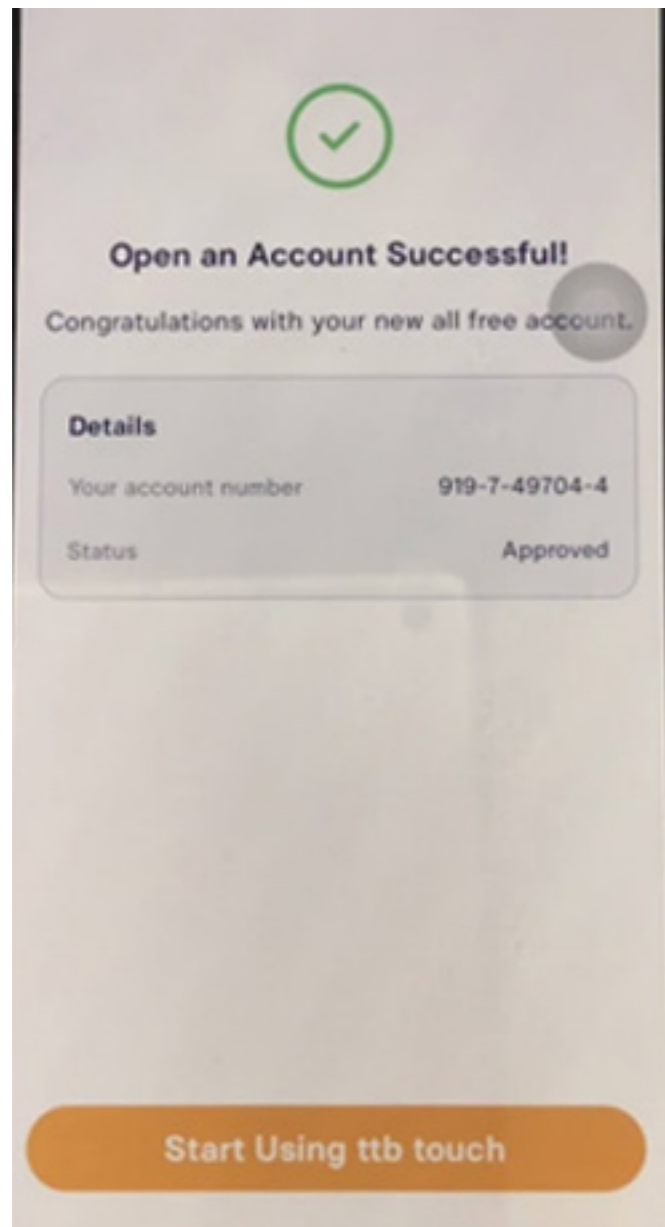 Open an Account Successful!
Congratulations with your new all free account.
Details
Your account number 919-7-49704-4
Status Approved
Start Using ttb touch